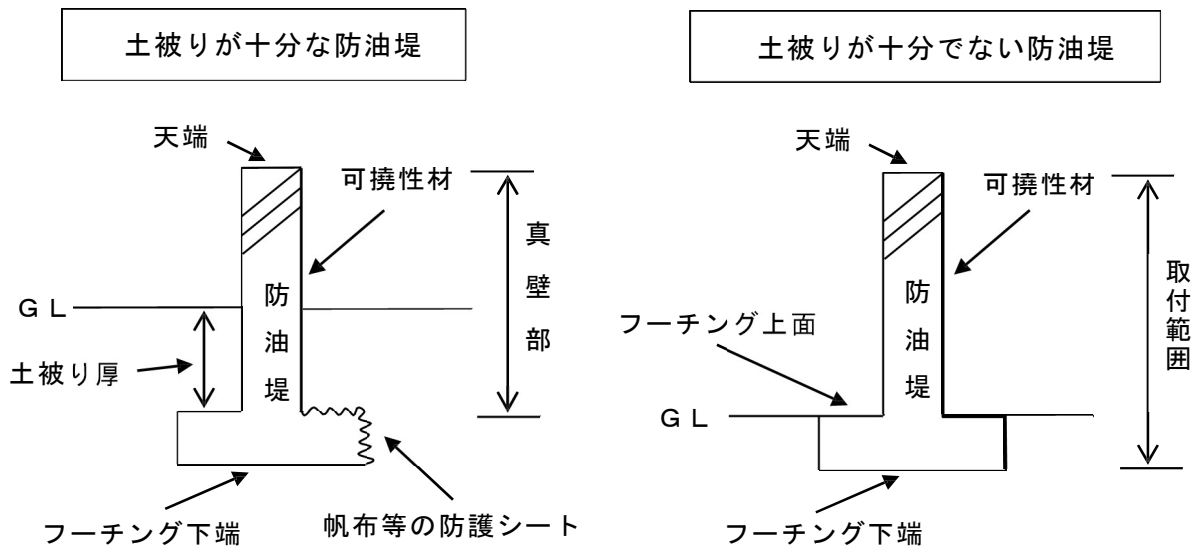 土被りが十分な防油堤
天端
可撓性材
真壁部
防油堤
ＧＬ
土被り厚
フーチング下端
帆布等の防護シート
土被りが十分でない防油堤
天端
可撓性材
取付範囲
防油堤
フーチング上面
ＧＬ
フーチング下端